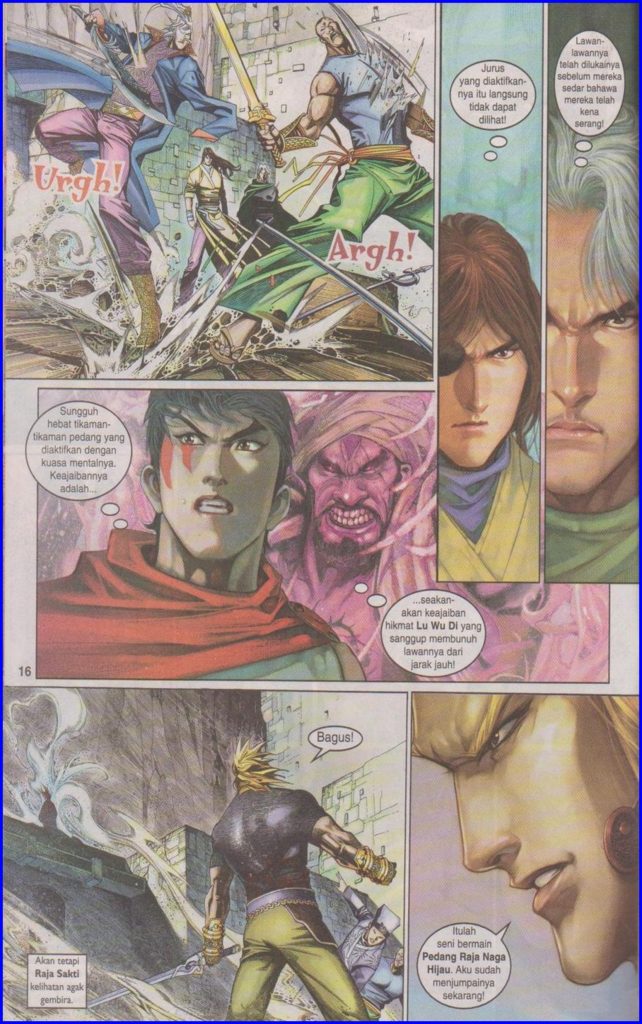 Urgh!
Argh!
Jurus
yang diaktifkan-
nya itu langsung
tidak dapat
dilihat!
Lawan-
lawannya
telah dilukainya
sebelum mereka
sedar bahawa
mereka telah
kena
serang!
Sungguh
hebat tikaman-
tikaman pedang yang
diaktifkan dengan
kuasa mentalnya.
Keajaibannya
adalah...
...seakan-
akan keajaiban
hikmat Lu Wu Di yang
sanggup membunuh
lawannya dari
jarak jauh!
16
Bagus!
Akan tetapi
Raja Sakti
kelihatan agak
gembira.
Itulah
seni bermain
Pedang Raja Naga
Hijau. Aku sudah
menjumpainya
sekarang!